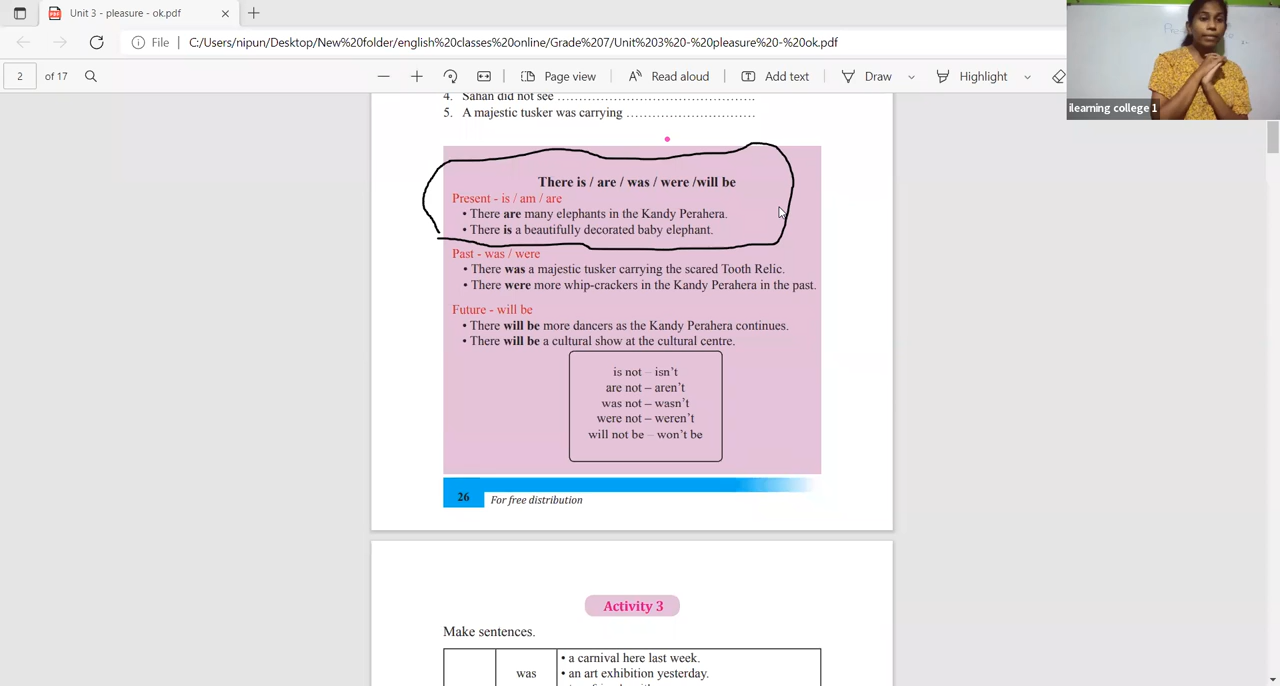 Unit 3 - pleasure - ok.pdf
File C:/Users/nipun/Desktop/New%20folder/english%20classes%20online/Grade%207/Unit%203%20-%20pleasure%20-%20ok.pdf
2 of 17 Page view Read aloud Add text Draw Highlight
ilearning college 1
4. Sahan did not see ………………………………………
5. A majestic tusker was carrying …………………………
There is / are / was / were /will be
Present - is / am / are
• There are many elephants in the Kandy Perahera.
• There is a beautifully decorated baby elephant.
Past - was / were
• There was a majestic tusker carrying the scared Tooth Relic.
• There were more whip-crackers in the Kandy Perahera in the past.
Future - will be
• There will be more dancers as the Kandy Perahera continues.
• There will be a cultural show at the cultural centre.
is not – isn't
are not – aren't
was not – wasn't
were not – weren't
will not be – won't be
26 For free distribution
Activity 3
Make sentences.
• a carnival here last week.
was • an art exhibition yesterday.